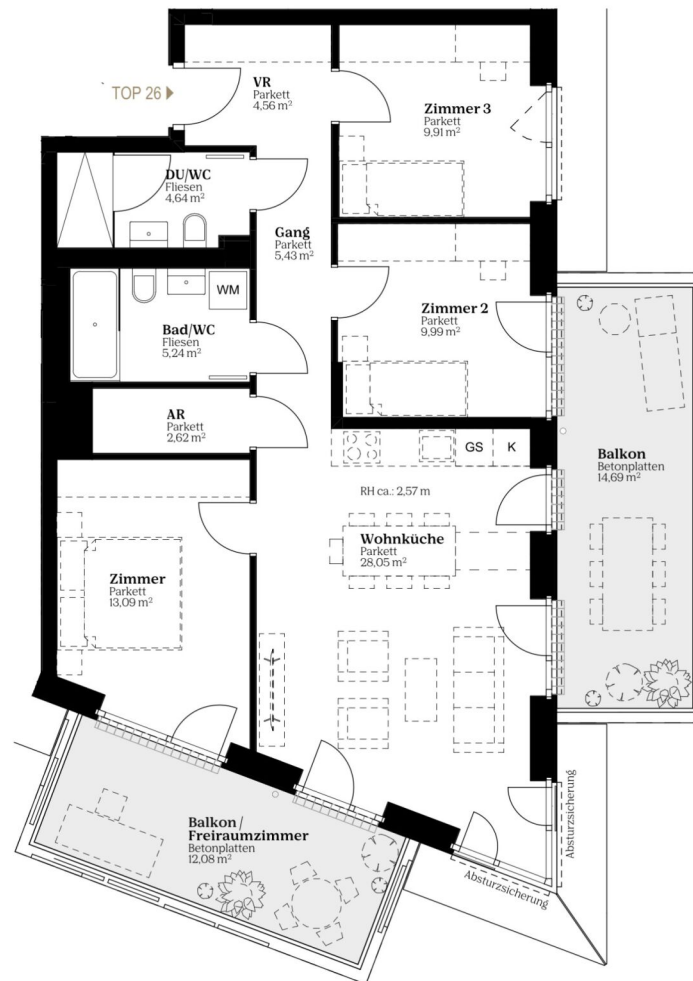 TOP 26
VR
Parkett
4,56 m²
Zimmer 3
Parkett
9,91 m²
DU/WC
Fliesen
4,64 m²
Gang
Parkett
5,43 m²
WM
Zimmer 2
Parkett
9,99 m²
Bad/WC
Fliesen
5,24 m²
AR
Parkett
2,62 m²
GS
K
Balkon
Betonplatten
14,69 m²
RH ca.: 2,57 m
Wohnküche
Parkett
28,05 m²
Zimmer
Parkett
13,09 m²
Balkon/
Freiraumzimmer
Betonplatten
12,08 m²
Absturzsicherung
Absturzsicherung